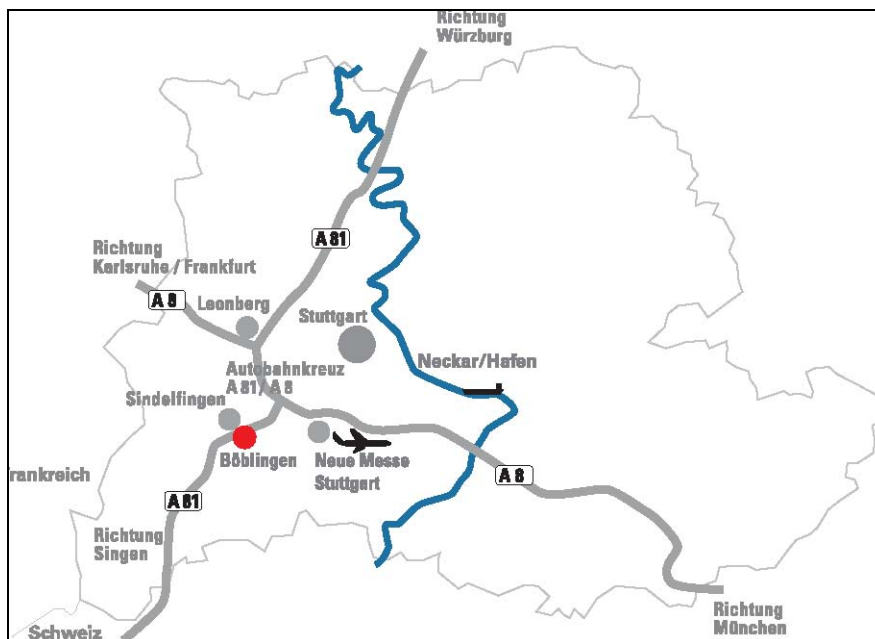 Richtung
Würzburg
A 81
Richtung
Karlsruhe / Frankfurt
A 8
Leonberg
Stuttgart
Neckar/Hafen
Autobahnkreuz
A 81/ A 8
Sindelfingen
Böblingen
Neue Messe
Stuttgart
A 8
rankreich
A 81
Richtung
Singen
Richtung
München
Schweiz